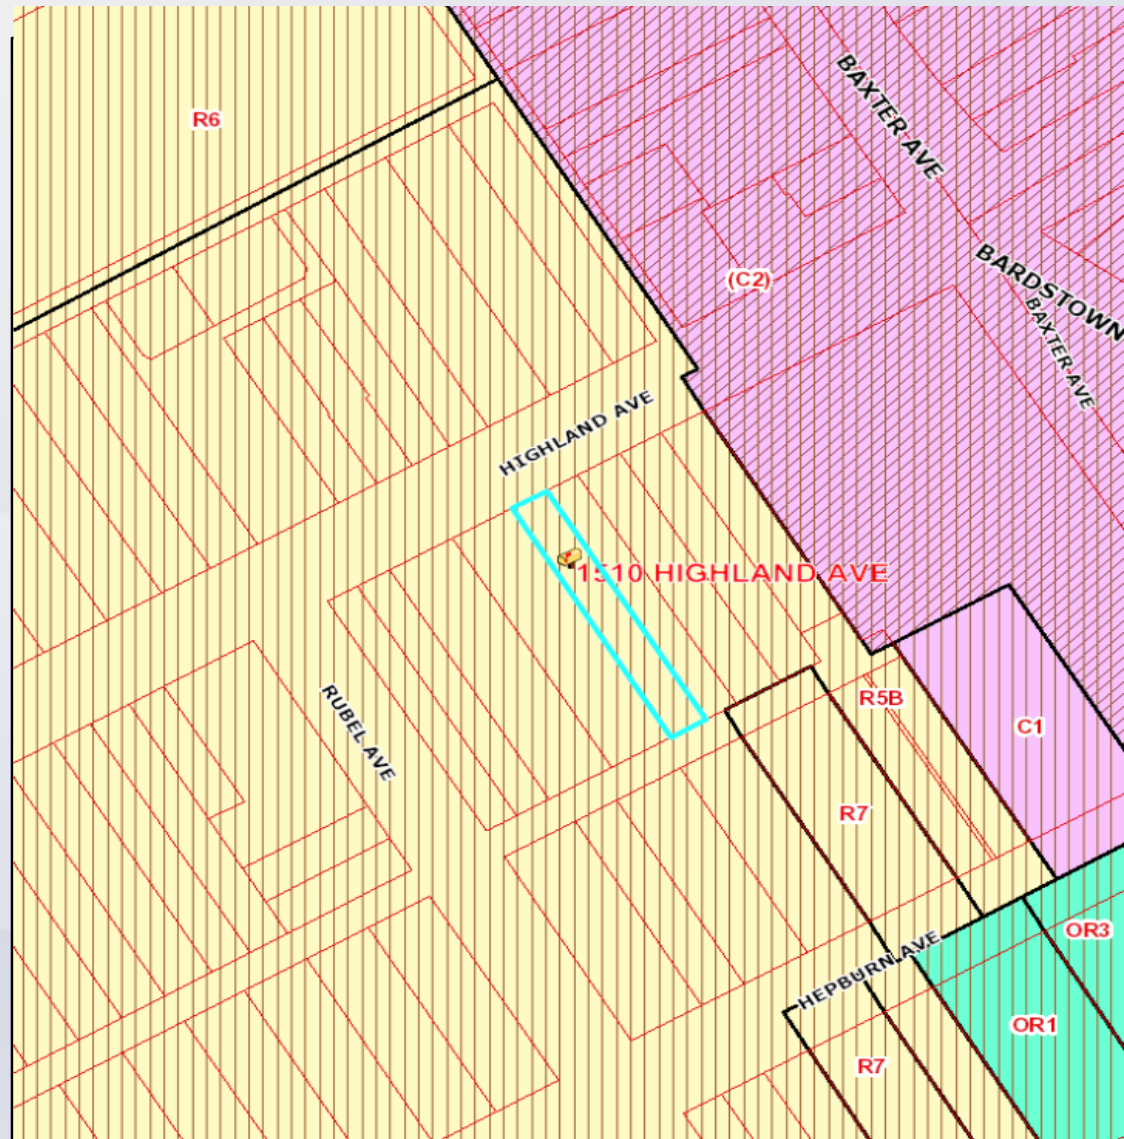 R6
BAXTER AVE
BARDSTOWN
(C2)
BAXTER AVE
HIGHLAND AVE
1510 HIGHLAND AVE
RUBEL AVE
R5B
C1
R7
OR3
HEPBURN AVE
OR1
R7